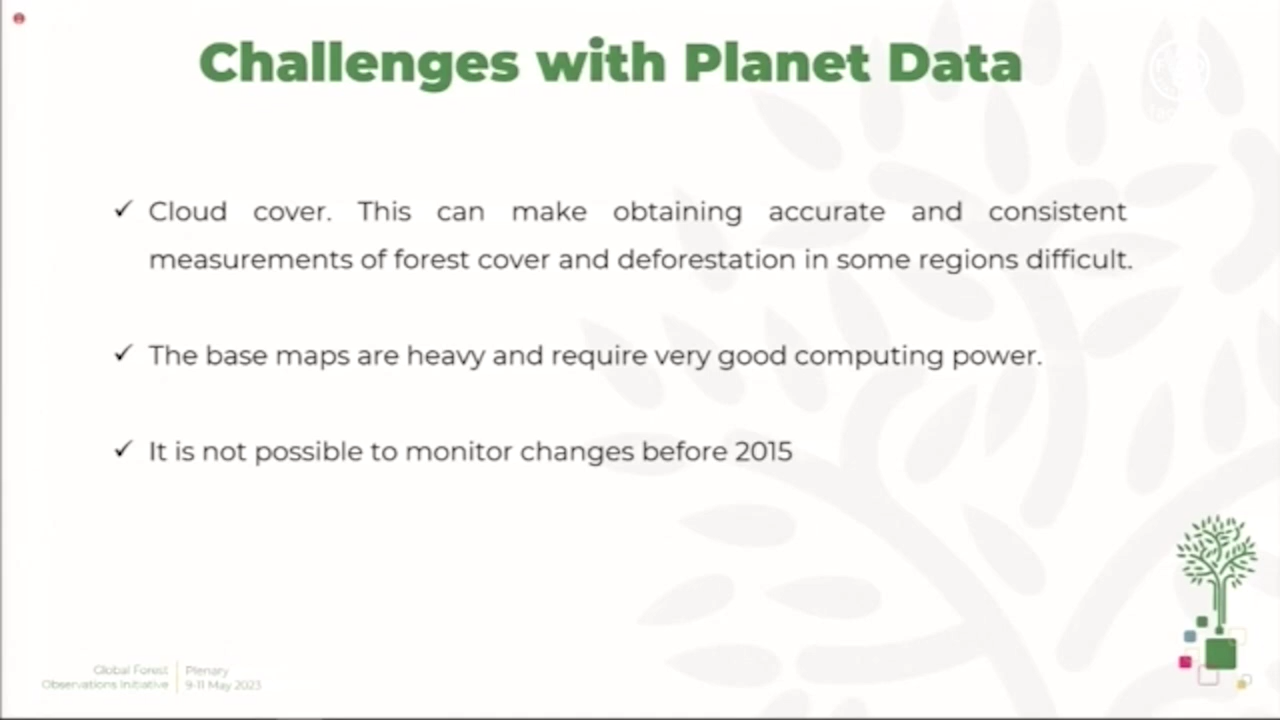 Challenges with Planet Data
✓ Cloud cover. This can make obtaining accurate and consistent
measurements of forest cover and deforestation in some regions difficult.
✓ The base maps are heavy and require very good computing power.
✓ It is not possible to monitor changes before 2015
Global Forest
Observations Initiative
Plenary
9-11 May 2023